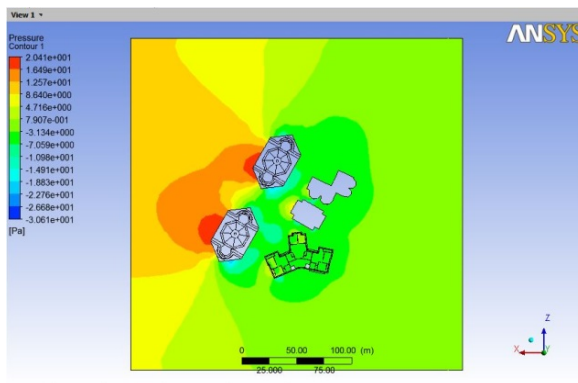 View 1
ANSYS
Pressure
Contour 1
2.041e+001
1.649e+001
1.257e+001
8.640e+000
4.716e+000
7.907e-001
-3.134e+000
-7.059e+000
-1.098e+001
-1.491e+001
-1.883e+001
-2.276e+001
-2.668e+001
-3.061e+001
[Pa]
0 50.00 100.00 (m)
25.000 75.00
Z
X Y